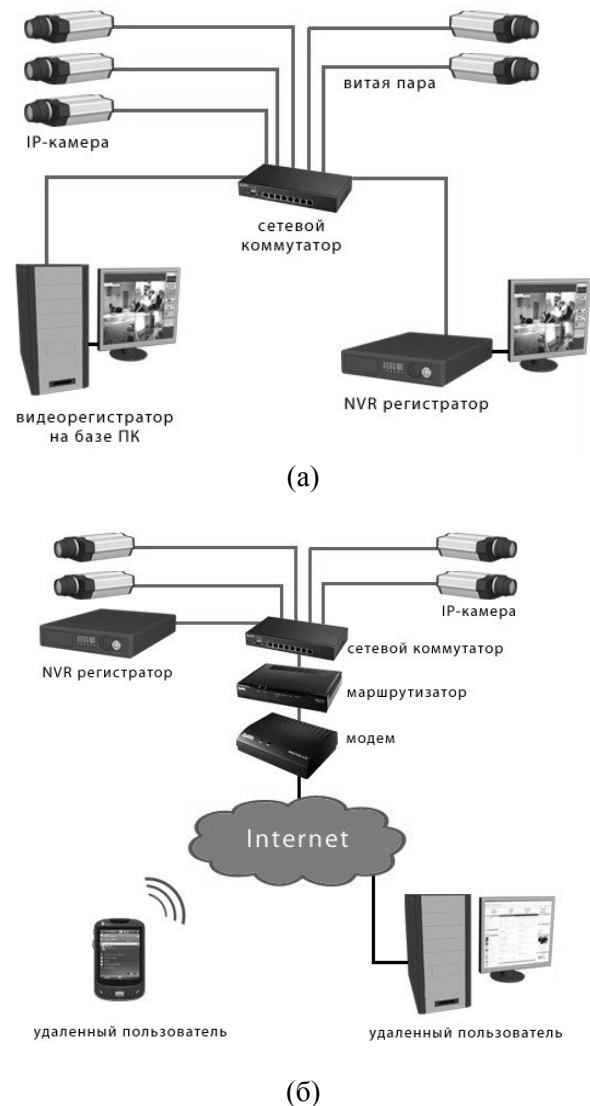 витая пара
IP-камера
сетевой
коммутатор
видеорегистратор
на базе ПК
NVR регистратор
(а)
IP-камера
NVR регистратор
сетевой коммутатор
маршрутизатор
модем
Internet
удаленный пользователь
удаленный пользователь
(б)